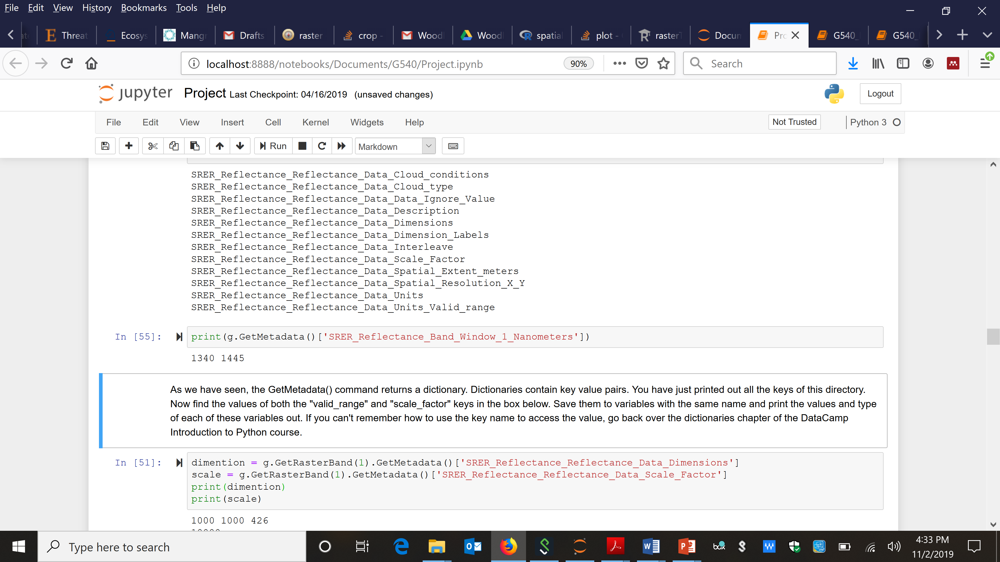 File Edit View History Bookmarks Tools Help
Threat Ecosys Mang Drafts raster crop - Woodl Woodl spatial plot - raster Docum Pro G540_ G540_
localhost:8888/notebooks/Documents/G540/Project.ipynb 90% Search
jupyter Project Last Checkpoint: 04/16/2019 (unsaved changes) Logout
File Edit View Insert Cell Kernel Widgets Help Not Trusted Python 3
Run Markdown
SRER_Reflectance_Reflectance_Data_Cloud_conditions
SRER_Reflectance_Reflectance_Data_Cloud_type
SRER_Reflectance_Reflectance_Data_Data_Ignore_Value
SRER_Reflectance_Reflectance_Data_Description
SRER_Reflectance_Reflectance_Data_Dimensions
SRER_Reflectance_Reflectance_Data_Dimension_Labels
SRER_Reflectance_Reflectance_Data_Interleave
SRER_Reflectance_Reflectance_Data_Scale_Factor
SRER_Reflectance_Reflectance_Data_Spatial_Extent_meters
SRER_Reflectance_Reflectance_Data_Spatial_Resolution_X_Y
SRER_Reflectance_Reflectance_Data_Units
SRER_Reflectance_Reflectance_Data_Units_Valid_range
In [55]: print(g.GetMetadata()['SRER_Reflectance_Band_Window_1_Nanometers'])
1340 1445
As we have seen, the GetMetadata() command returns a dictionary. Dictionaries contain key value pairs. You have just printed out all the keys of this directory.
Now find the values of both the "valid_range" and "scale_factor" keys in the box below. Save them to variables with the same name and print the values and type
of each of these variables out. If you can't remember how to use the key name to access the value, go back over the dictionaries chapter of the DataCamp
Introduction to Python course.
In [51]: dimention = g.GetRasterBand(1).GetMetadata()['SRER_Reflectance_Reflectance_Data_Dimensions']
scale = g.GetRasterBand(1).GetMetadata()['SRER_Reflectance_Reflectance_Data_Scale_Factor']
print(dimention)
print(scale)
1000 1000 426
Type here to search
box
4:33 PM
11/2/2019